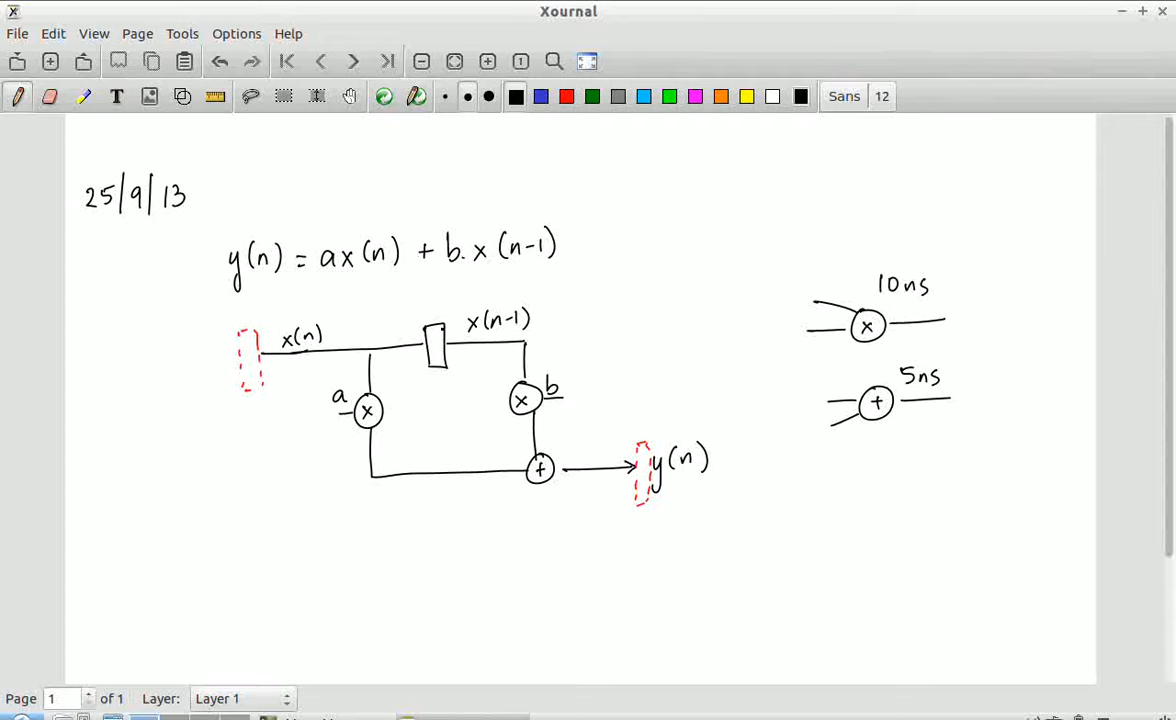 Xournal
File Edit View Page Tools Options Help
Sans 12
25/9/13
y(n) = ax(n) + b.x(n-1)
10ns
x(n)
x(n-1)
x
5ns
a
b
x
x
+
+
y(n)
Page 1 of 1 Layer: Layer 1